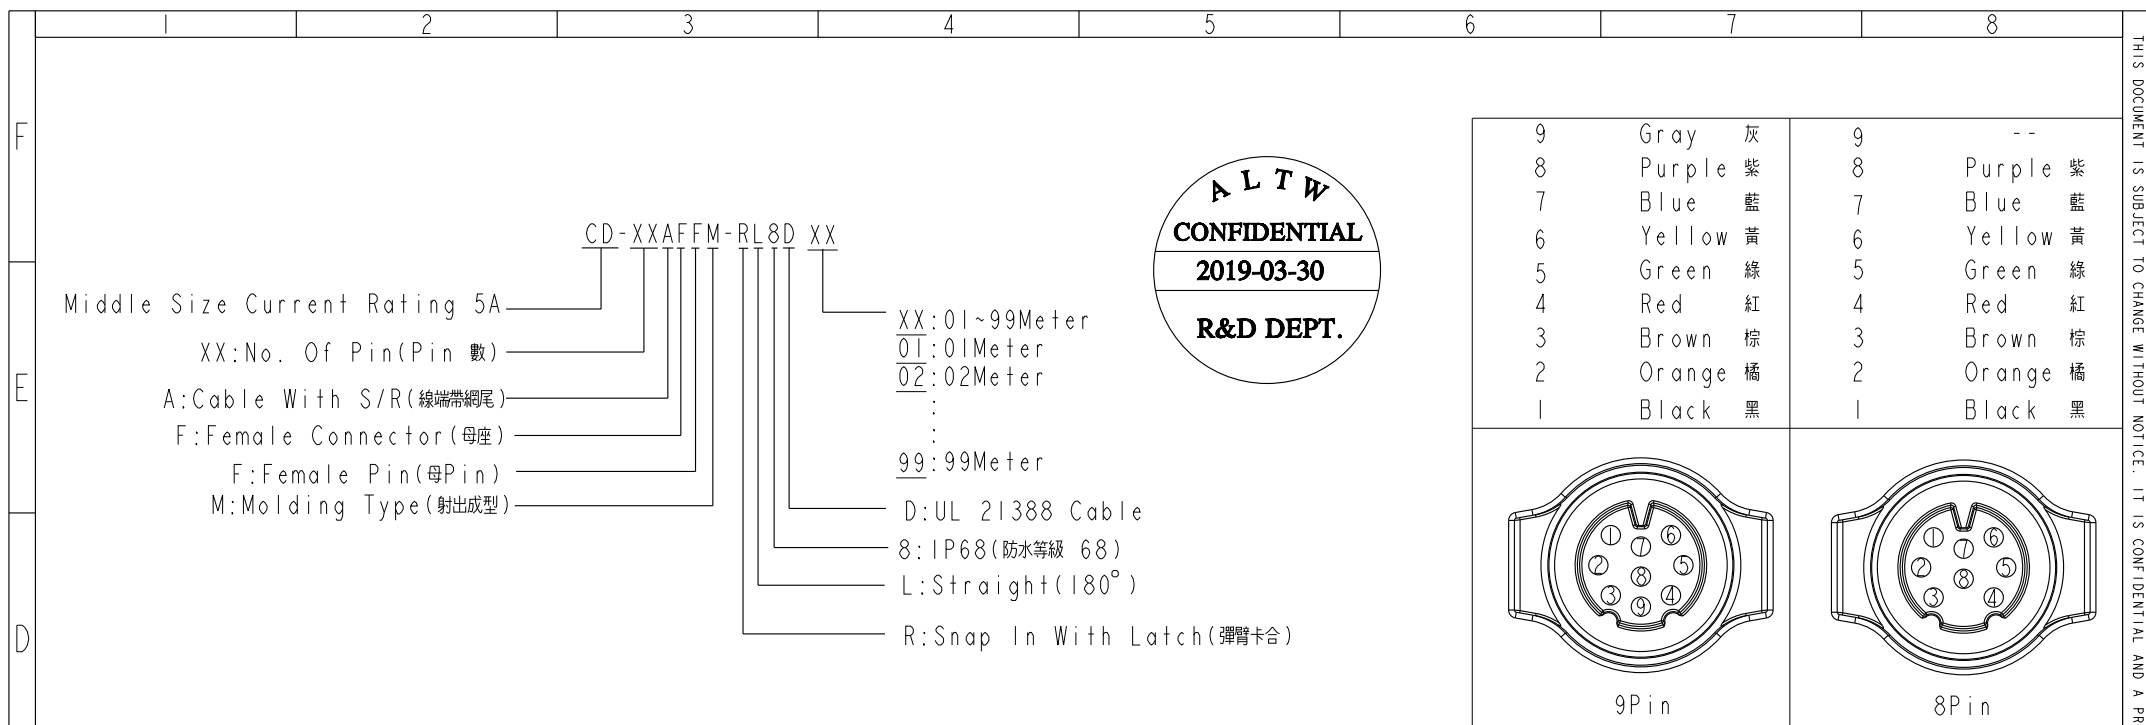 1 2 3 4 5 6 7 8
F
E
D
CD-XXAFFM-RL8D XX
Middle Size Current Rating 5A
XX:No. Of Pin(Pin 數)
A:Cable With S/R(線端帶網尾)
F:Female Connector(母座)
F:Female Pin(母Pin)
M:Molding Type(射出成型)
XX:01~99Meter
01:01Meter
02:02Meter
:
:
99:99Meter
D:UL 21388 Cable
8:IP68(防水等級 68)
L:Straight(180°)
R:Snap In With Latch(彈臂卡合)
ALTW
CONFIDENTIAL
2019-03-30
R&D DEPT.
9 Gray 灰 9 --
8 Purple 紫 8 Purple 紫
7 Blue 藍 7 Blue 藍
6 Yellow 黃 6 Yellow 黃
5 Green 綠 5 Green 綠
4 Red 紅 4 Red 紅
3 Brown 棕 3 Brown 棕
2 Orange 橘 2 Orange 橘
1 Black 黑 1 Black 黑
1 7 6
2 8 5
3 9 4
9Pin
1 7 6
2 8 5
3 4
8Pin
THIS DOCUMENT IS SUBJECT TO CHANGE WITHOUT NOTICE. IT IS CONFIDENTIAL AND A PR